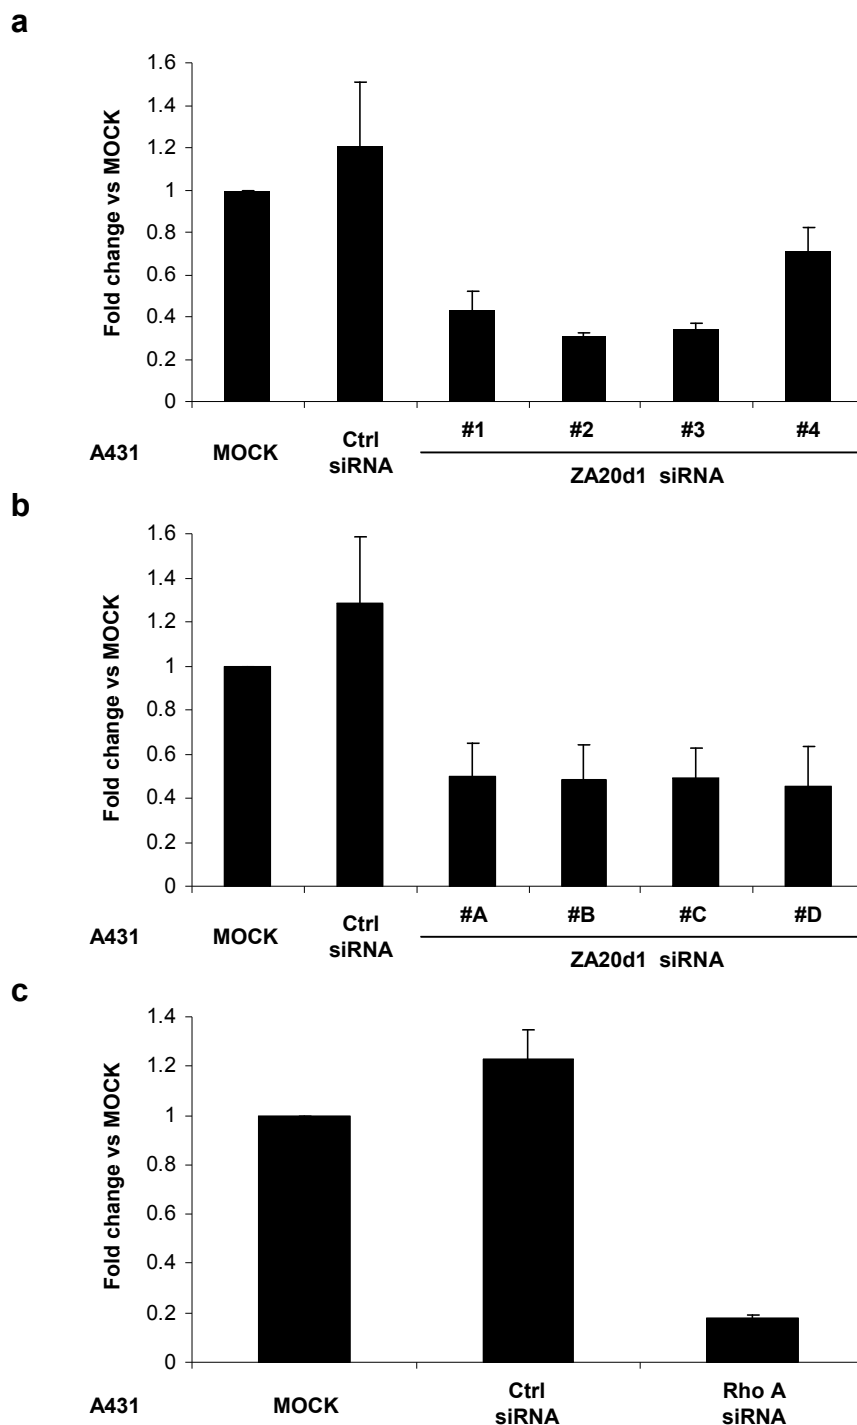 a
Fold change vs MOCK
1.6
1.4
1.2
1
0.8
0.6
0.4
0.2
0
#1 #2 #3 #4
A431 MOCK Ctrl
siRNA
ZA20d1 siRNA
b
Fold change vs MOCK
1.6
1.4
1.2
1
0.8
0.6
0.4
0.2
0
#A #B #C #D
A431 MOCK Ctrl
siRNA
ZA20d1 siRNA
c
Fold change vs MOCK
1.4
1.2
1
0.8
0.6
0.4
0.2
0
A431 MOCK Ctrl
siRNA
Rho A
siRNA